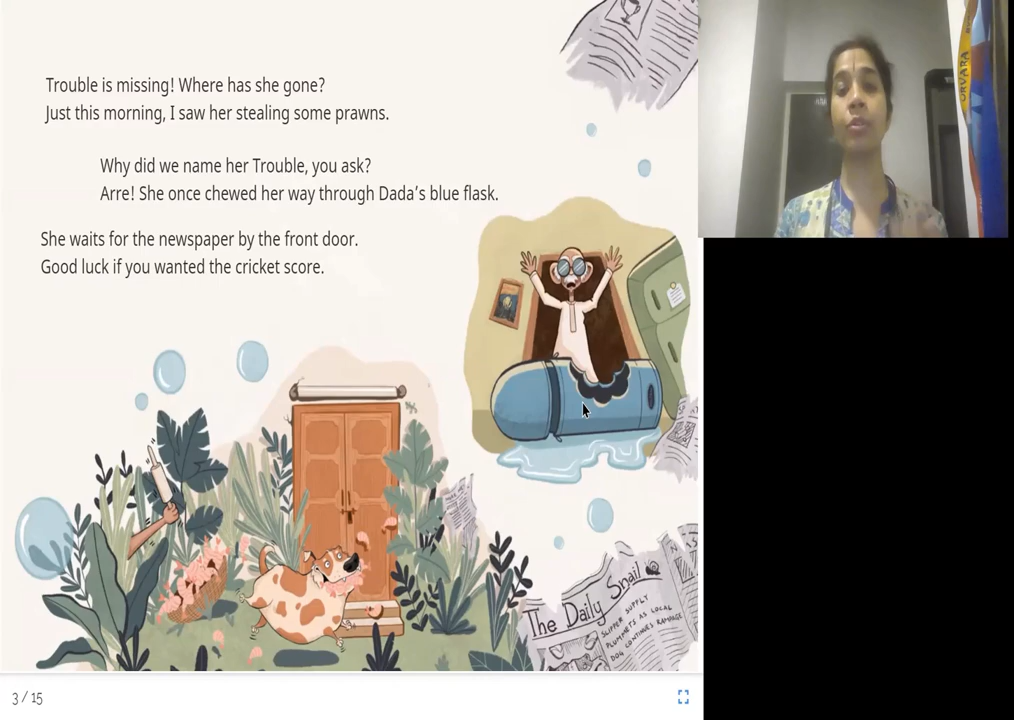 Trouble is missing! Where has she gone?
Just this morning, I saw her stealing some prawns.
Why did we name her Trouble, you ask?
Arre! She once chewed her way through Dada’s blue flask.
She waits for the newspaper by the front door.
Good luck if you wanted the cricket score.
The Daily Snail
SLIPPER SUPPLY
PLUMMETS AS LOCAL
DOG CONTINUES RAMPAGE
3 / 15
URVARA